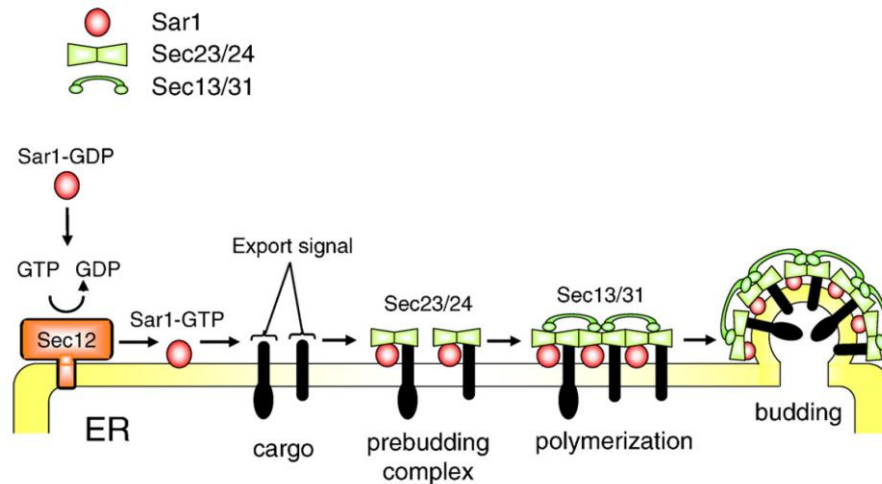 Sar1
Sec23/24
Sec13/31
Sar1-GDP
GTP GDP
Export signal
Sec12
Sar1-GTP
Sec23/24
Sec13/31
ER
cargo
prebudding
complex
polymerization
budding